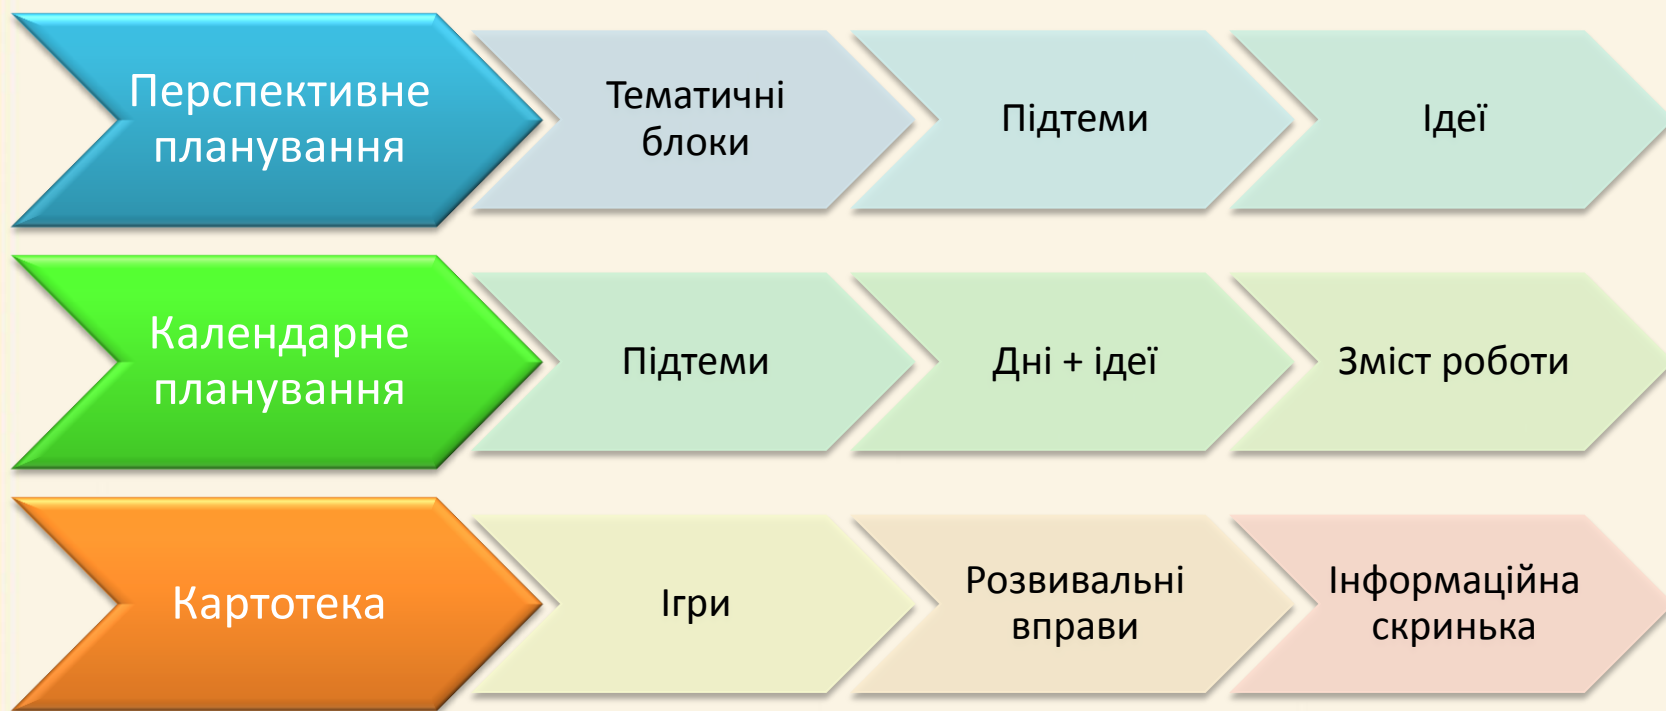 Перспективне
планування
Тематичні
блоки
Підтеми
Ідеї
Календарне
планування
Підтеми
Дні + ідеї
Зміст роботи
Картотека
Ігри
Розвивальні
вправи
Інформаційна
скринька